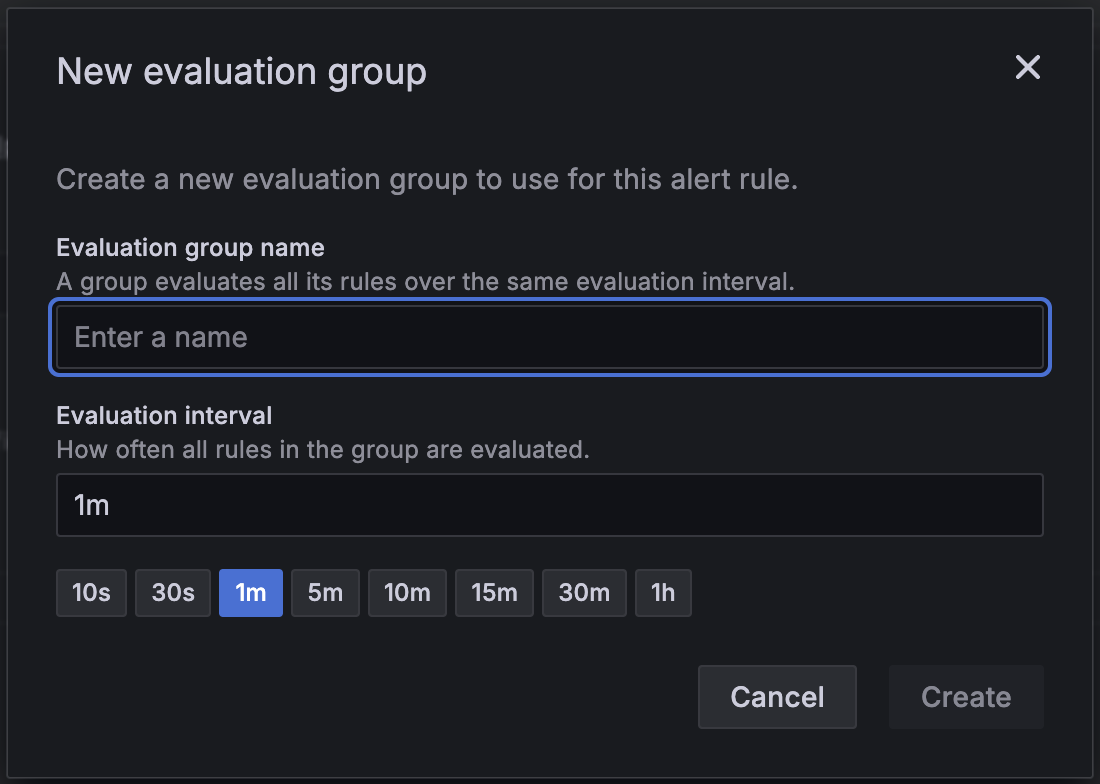 New evaluation group
Create a new evaluation group to use for this alert rule.
Evaluation group name
A group evaluates all its rules over the same evaluation interval.
Enter a name
Evaluation interval
How often all rules in the group are evaluated.
1m
10s 30s 1m 5m 10m 15m 30m 1h
Cancel Create